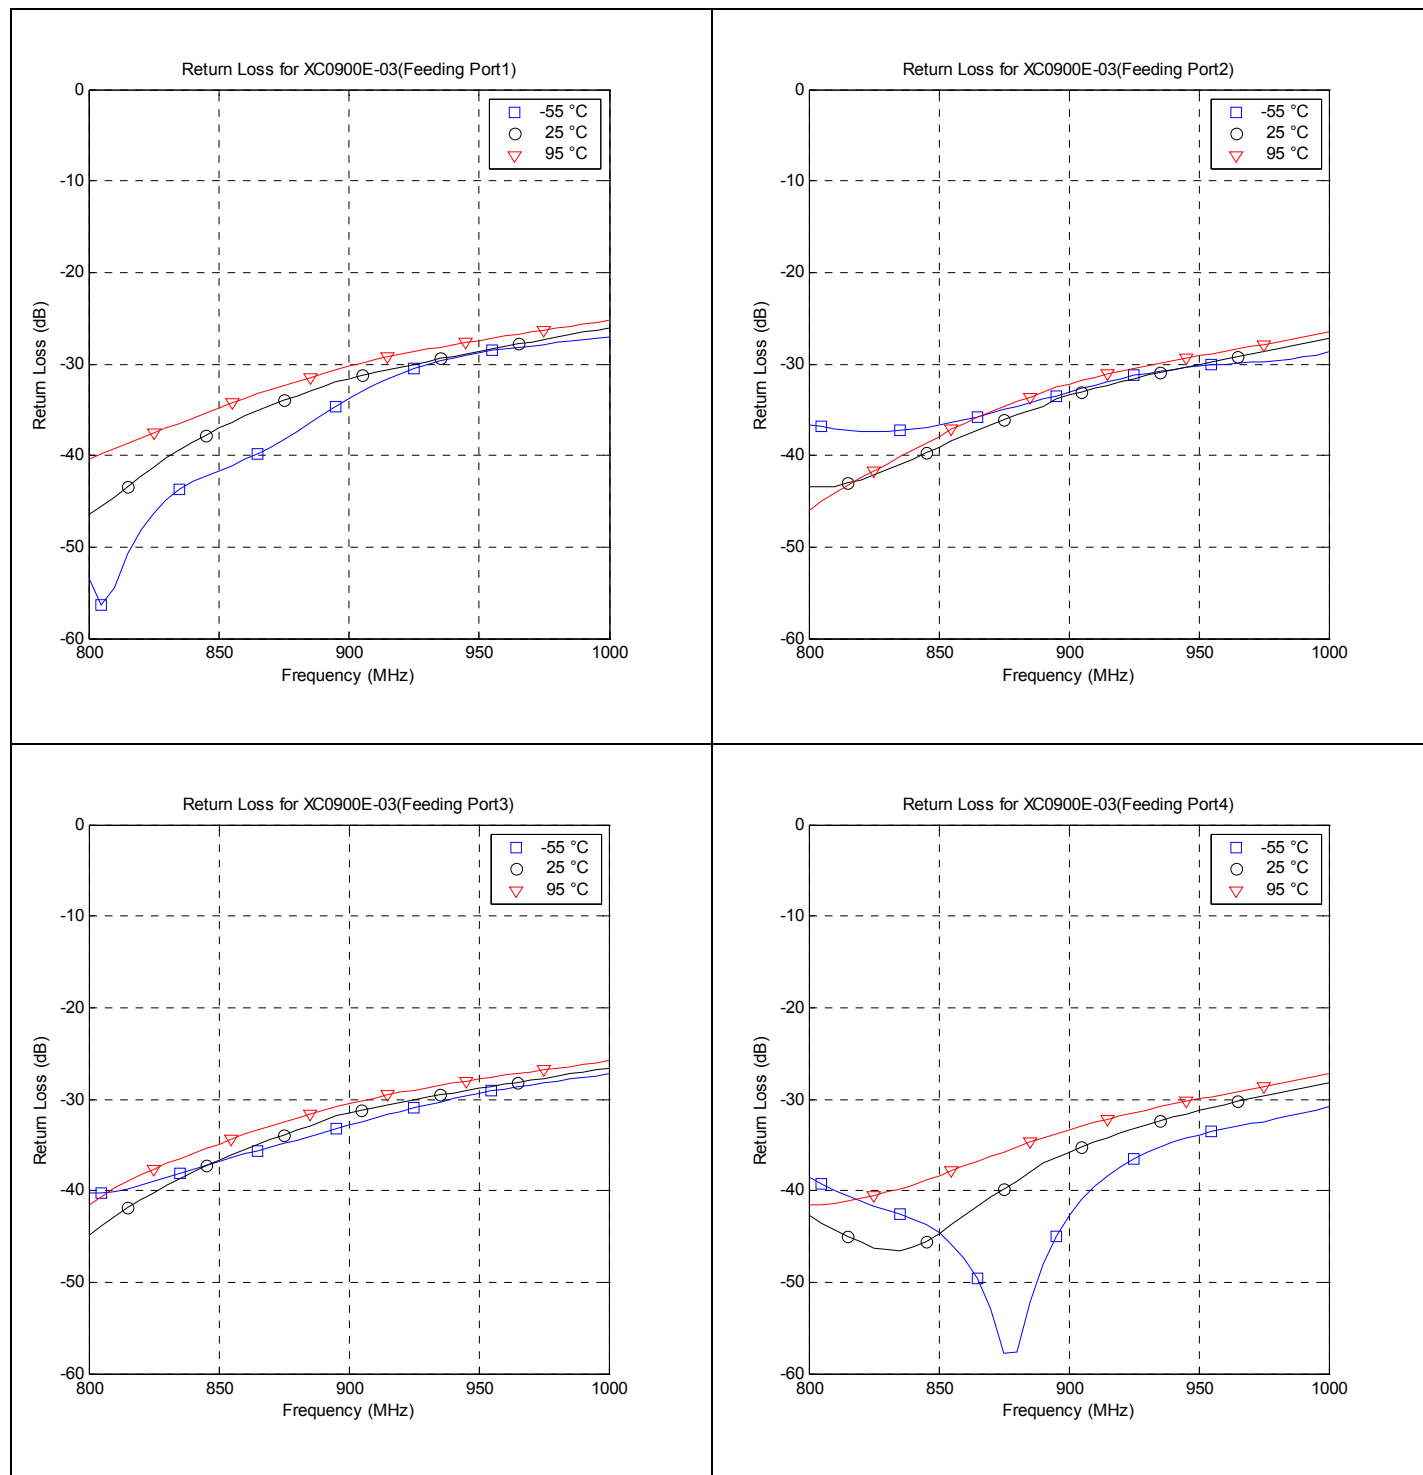 Return Loss for XC0900E-03(Feeding Port1)
0
-10
-20
-30
-40
-50
-60
Return Loss (dB)
800
850
900
950
1000
Frequency (MHz)
-55 °C
25 °C
95 °C
Return Loss for XC0900E-03(Feeding Port2)
0
-10
-20
-30
-40
-50
-60
Return Loss (dB)
800
850
900
950
1000
Frequency (MHz)
-55 °C
25 °C
95 °C
Return Loss for XC0900E-03(Feeding Port3)
0
-10
-20
-30
-40
-50
-60
Return Loss (dB)
800
850
900
950
1000
Frequency (MHz)
-55 °C
25 °C
95 °C
Return Loss for XC0900E-03(Feeding Port4)
0
-10
-20
-30
-40
-50
-60
Return Loss (dB)
800
850
900
950
1000
Frequency (MHz)
-55 °C
25 °C
95 °C